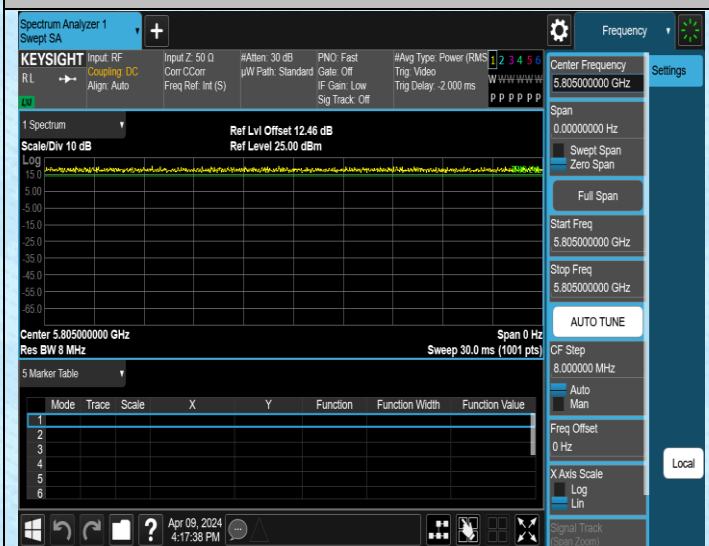 Spectrum Analyzer 1
Swept SA
Frequency
KEYSIGHT
Input: RF
Input Z: 50 Ω
#Atten: 30 dB
PNO: Fast
#Avg Type: Power (RMS
1 2 3 4 5 6
R L
Coupling: DC
Corr CCorr
µW Path: Standard
Gate: Off
Trig: Video
W W W W W W
Align: Auto
Freq Ref: Int (S)
IF Gain: Low
Trig Delay: -2.000 ms
Sig Track: Off
P P P P P P
LXI
Center Frequency
5.805000000 GHz
Settings
Span
0.00000000 Hz
Swept Span
Zero Span
Full Span
Start Freq
5.805000000 GHz
Stop Freq
5.805000000 GHz
AUTO TUNE
CF Step
8.000000 MHz
Auto
Man
Freq Offset
0 Hz
X Axis Scale
Log
Lin
Signal Track
(Span Zoom)
Local
1 Spectrum
Ref Lvl Offset 12.46 dB
Scale/Div 10 dB
Ref Level 25.00 dBm
Log
15.0
5.00
-5.00
-15.0
-25.0
-35.0
-45.0
-55.0
-65.0
Center 5.805000000 GHz
Span 0 Hz
Res BW 8 MHz
Sweep 30.0 ms (1001 pts)
5 Marker Table
Mode Trace Scale X Y Function Function Width Function Value
1
2
3
4
5
6
?
Apr 09, 2024
4:17:38 PM